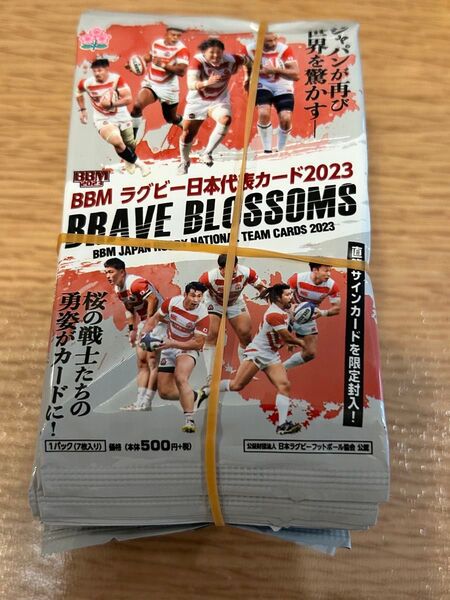 ジャパンが再び
世界を驚かす―
BBM
2023
BBM ラグビー日本代表カード2023
BRAVE BLOSSOMS
BBM JAPAN RUGBY NATIONAL TEAM CARDS 2023
直筆サインカードを限定封入!
桜の戦士たちの
勇姿がカードに!
1パック(7枚入り) 価格(本体500円+税)
公益財団法人 日本ラグビーフットボール協会 公認